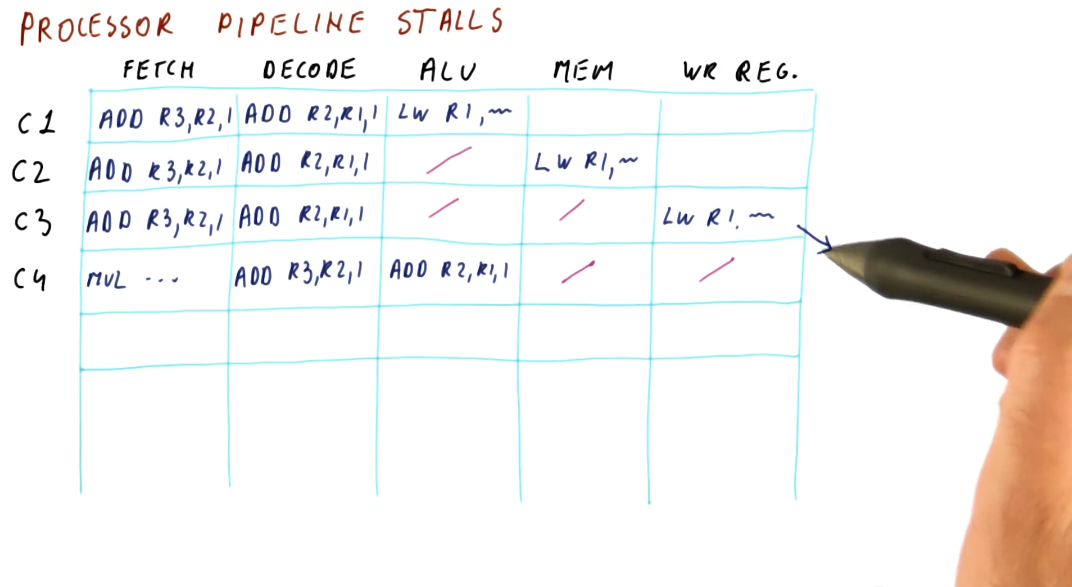 PROCESSOR PIPELINE STALLS
FETCH DECODE ALU MEM WR REG.
C1 ADD R3,R2,1 ADD R2,R1,1 LW R1,~
C2 ADD R3,R2,1 ADD R2,R1,1 LW R1,~
C3 ADD R3,R2,1 ADD R2,R1,1 LW R1,~
C4 MUL ... ADD R3,R2,1 ADD R2,R1,1